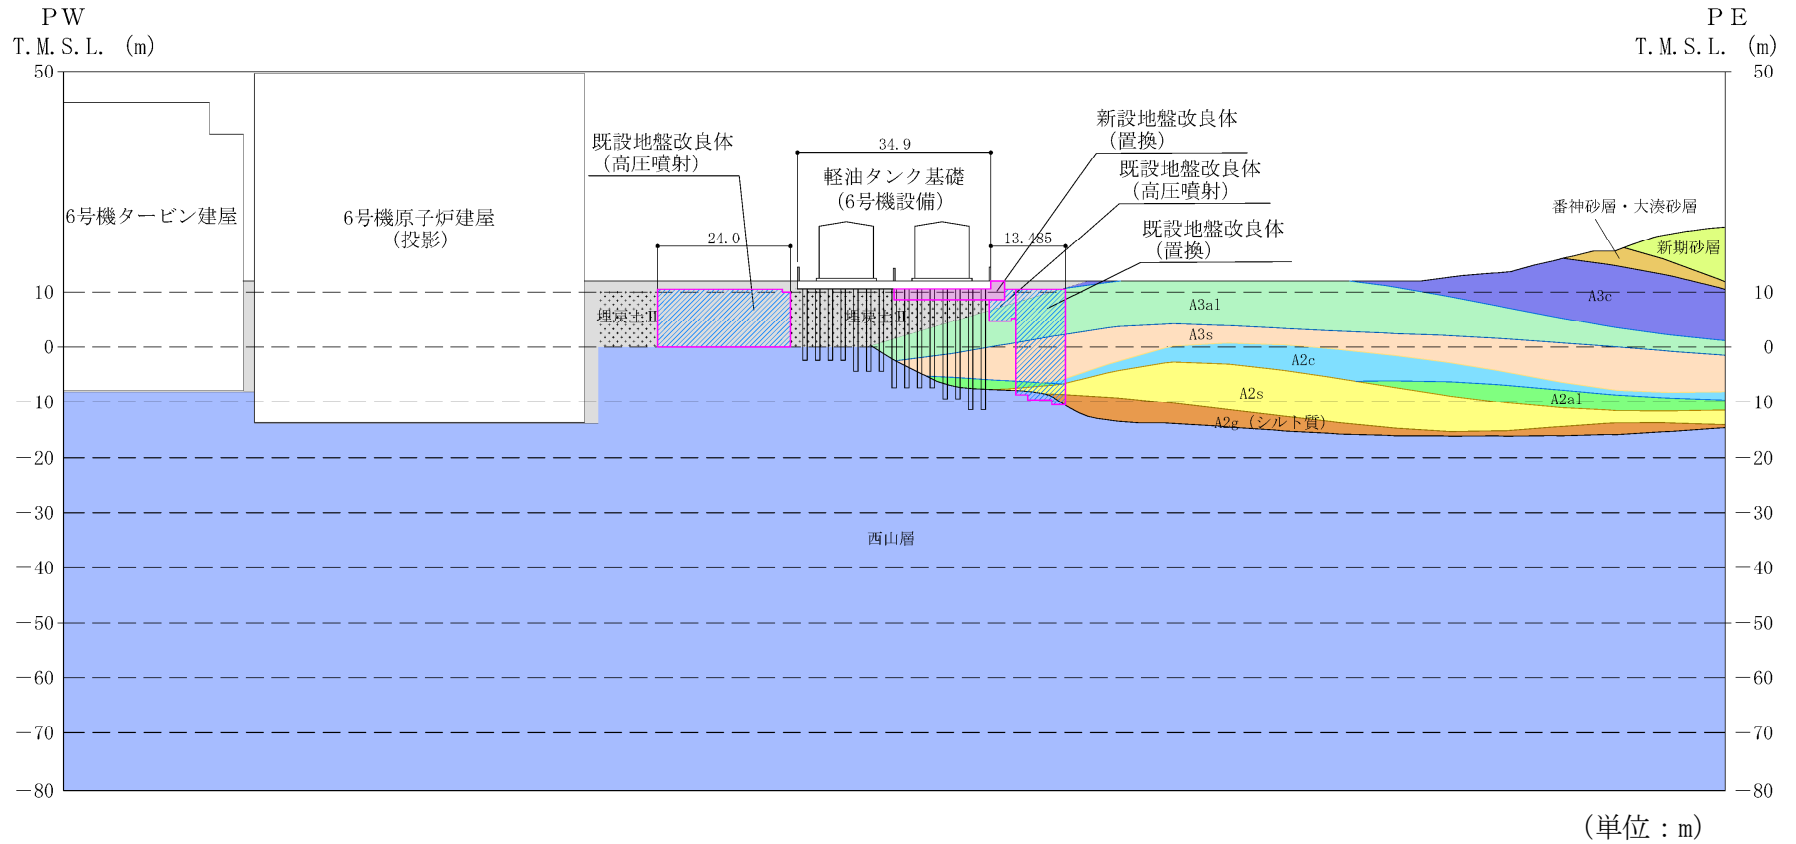 PW
PE
T.M.S.L. (m)
T.M.S.L. (m)
50
50
新設地盤改良体
(置換)
既設地盤改良体
(高圧噴射)
34.9
既設地盤改良体
(高圧噴射)
軽油タンク基礎
(6号機設備)
番神砂層・大湊砂層
6号機タービン建屋
6号機原子炉建屋
(投影)
既設地盤改良体
(置換)
24.0
13.485
新期砂層
10
10
A3c
A3al
埋戻土Ⅱ
埋戻土Ⅱ
A3s
0
0
A2c
A2s
A2al
-10
-10
A2g(シルト質)
-20
-20
-30
-30
西山層
-40
-40
-50
-50
-60
-60
-70
-70
-80
-80
(単位:m)